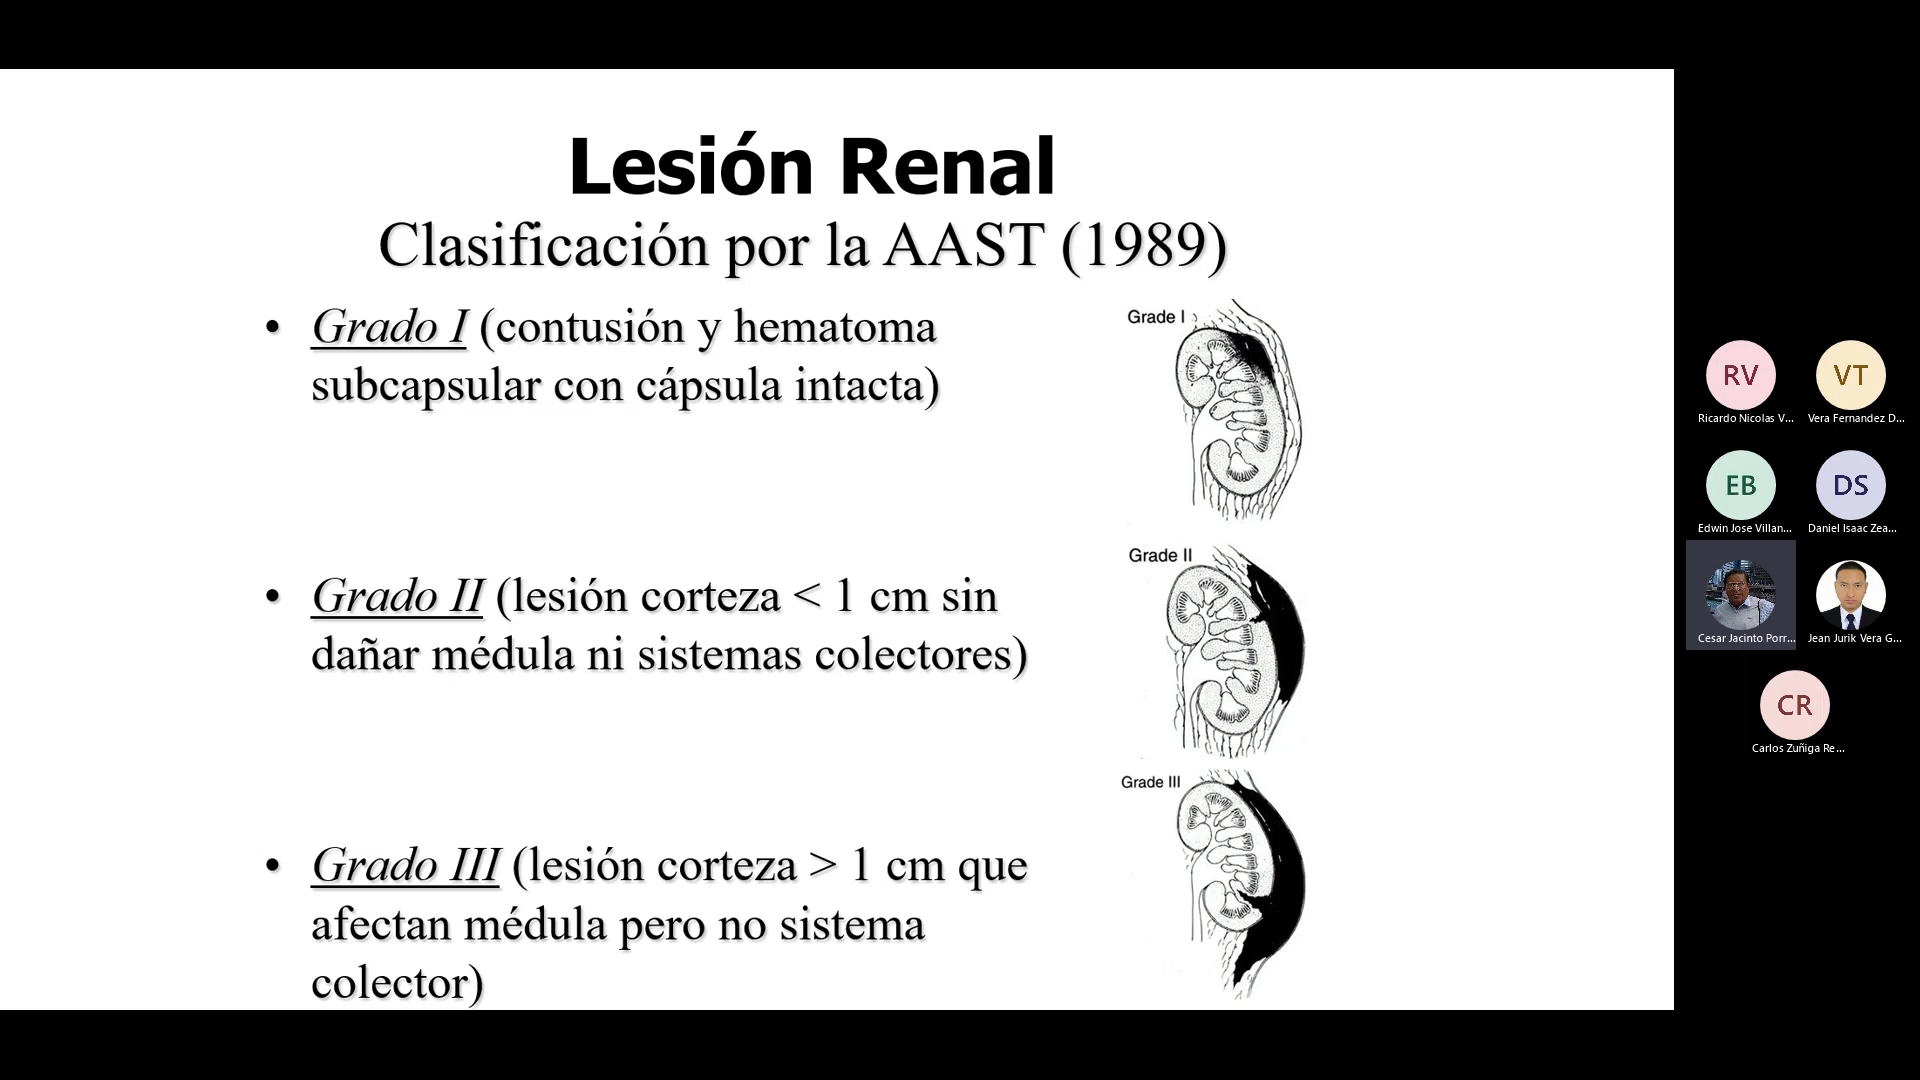 Lesión Renal
Clasificación por la AAST (1989)
• Grado I (contusión y hematoma
subcapsular con cápsula intacta)
Grade I
• Grado II (lesión corteza < 1 cm sin
dañar médula ni sistemas colectores)
Grade II
• Grado III (lesión corteza > 1 cm que
afectan médula pero no sistema
colector)
Grade III
RV
Ricardo Nicolas V...
VT
Vera Fernandez D...
EB
Edwin Jose Villan...
DS
Daniel Isaac Zea...
Cesar Jacinto Porr...
Jean Jurik Vera G...
CR
Carlos Zuñiga Re...